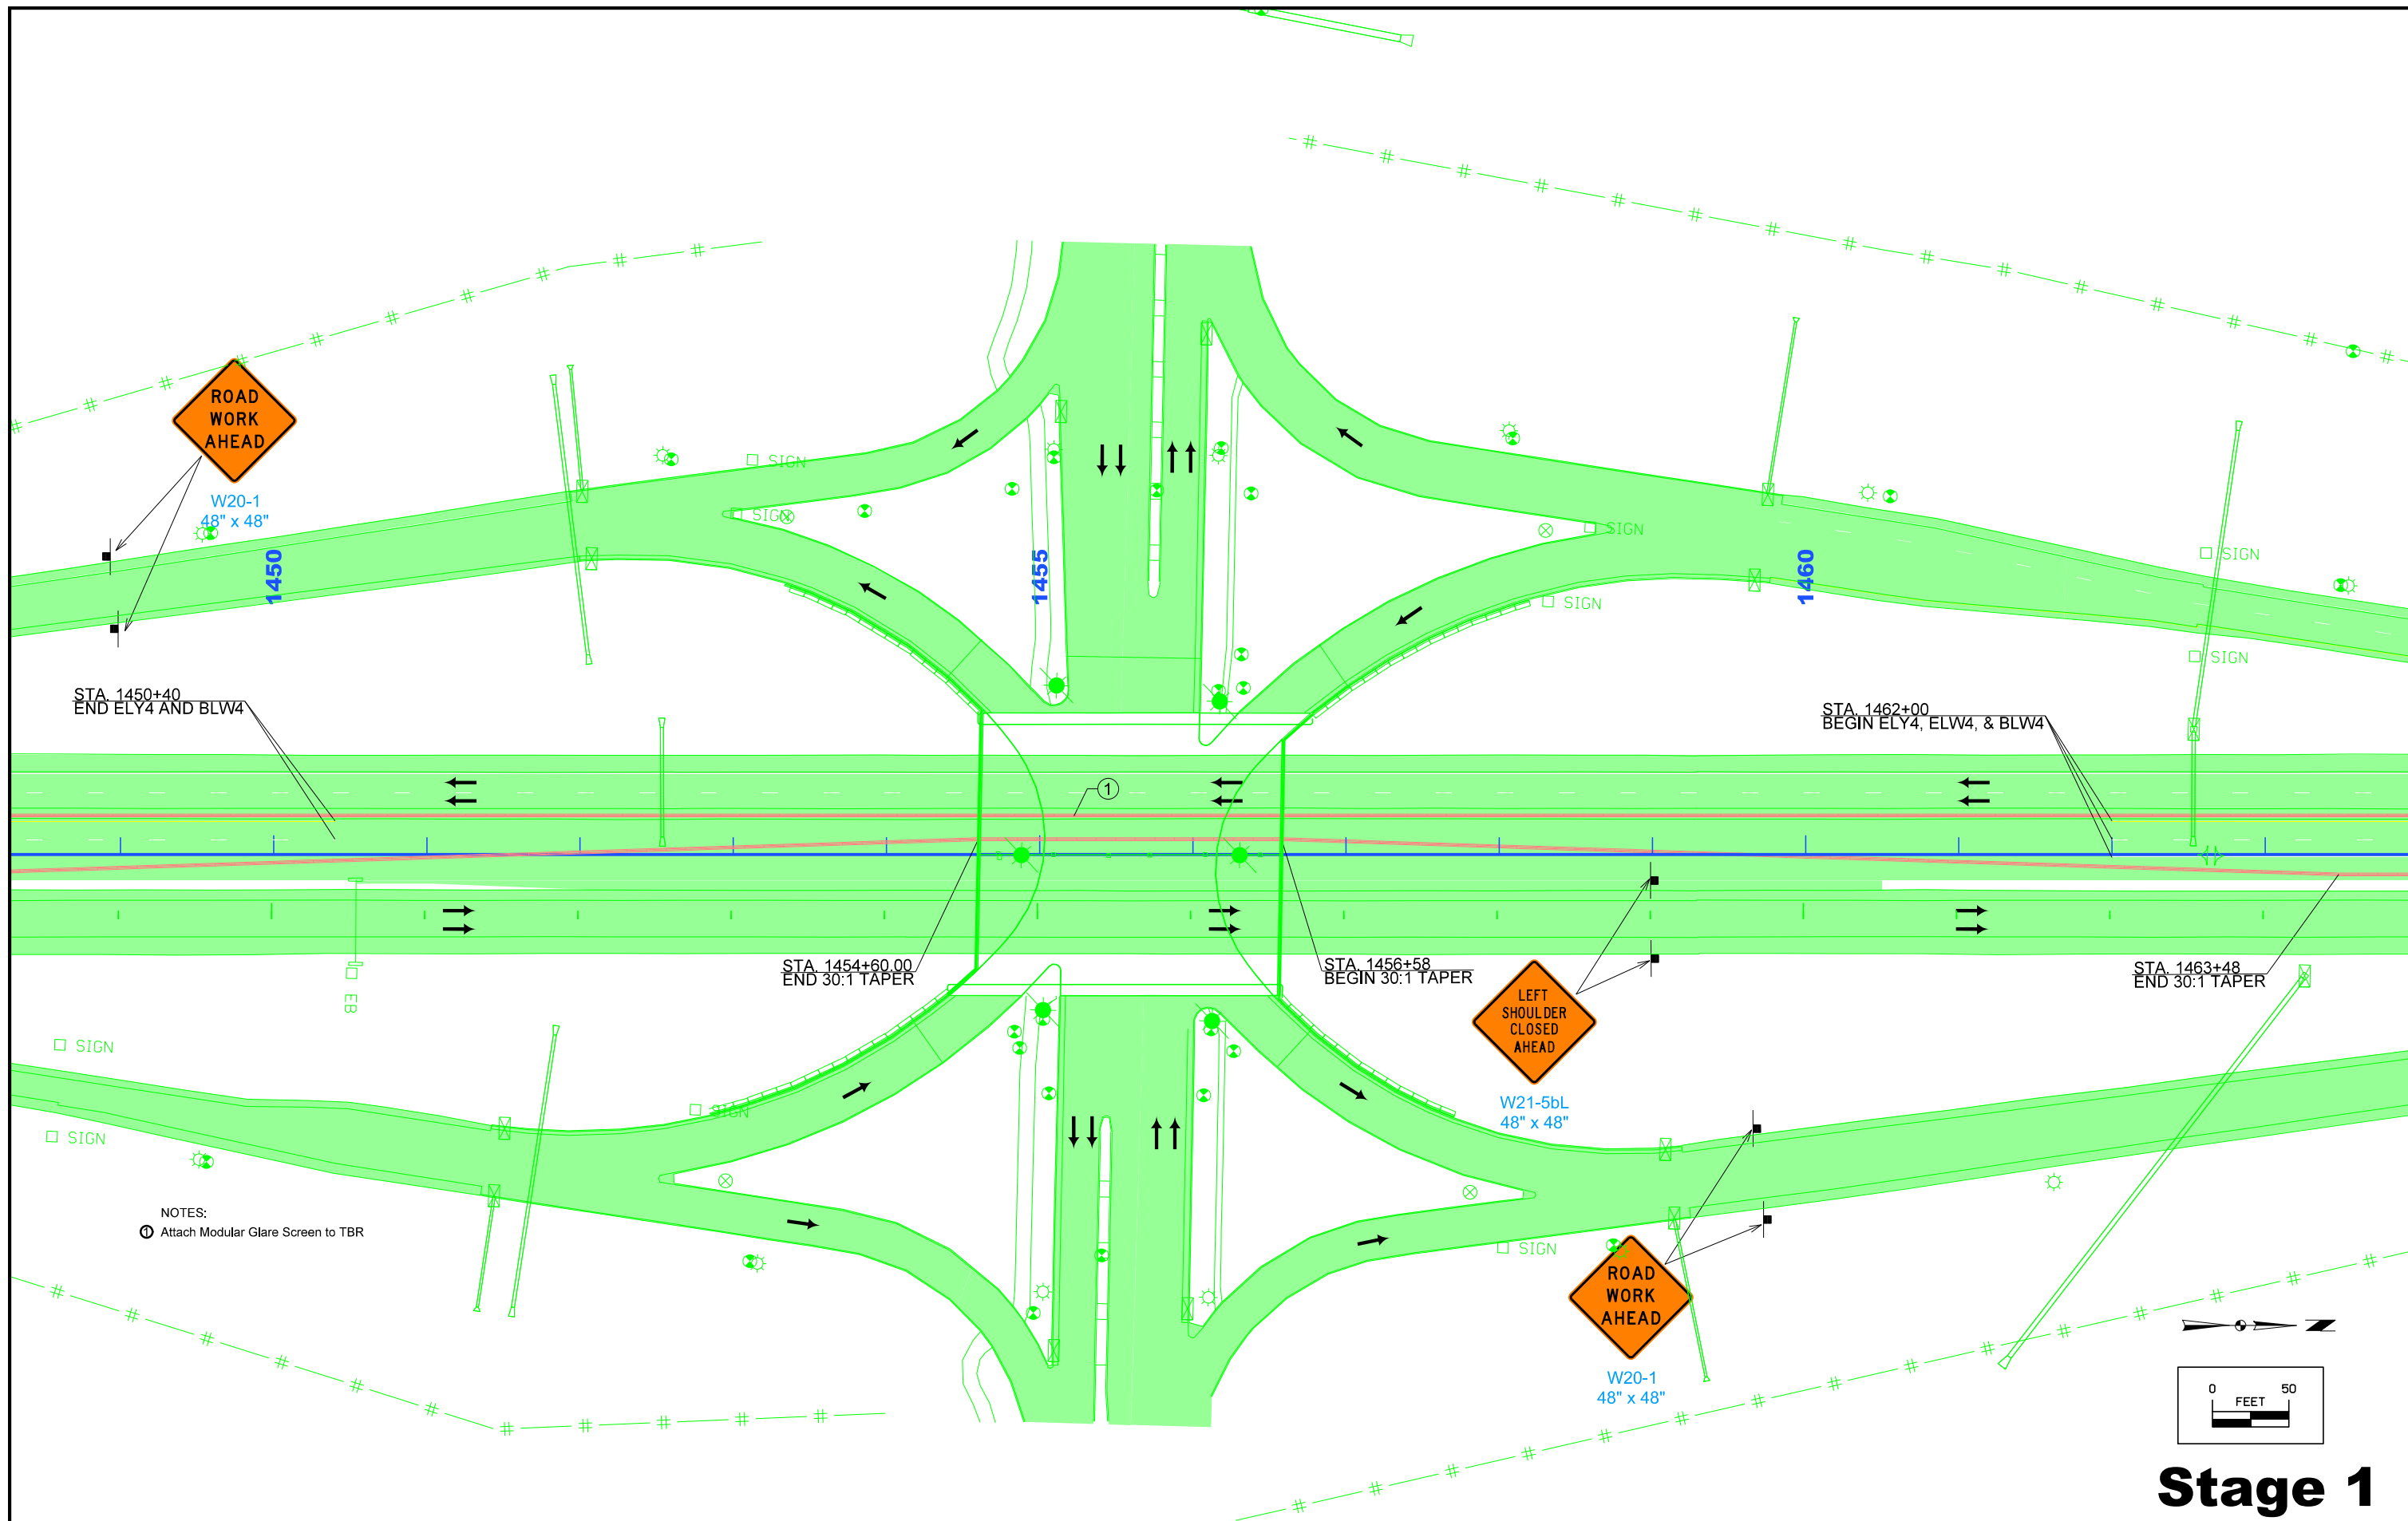 ROAD
WORK
AHEAD
W20-1
48" x 48"
SIGN
SIGN
SIGN
SIGN
SIGN
SIGN
1450
1455
1460
STA. 1450+40
END ELY4 AND BLW4
STA. 1462+00
BEGIN ELY4, ELW4, & BLW4
1
STA. 1454+60.00
END 30:1 TAPER
STA. 1456+58
BEGIN 30:1 TAPER
STA. 1463+48
END 30:1 TAPER
EB
LEFT
SHOULDER
CLOSED
AHEAD
W21-5bL
48" x 48"
SIGN
SIGN
SIGN
SIGN
NOTES:
1 Attach Modular Glare Screen to TBR
ROAD
WORK
AHEAD
W20-1
48" x 48"
N
0 50
FEET
Stage 1